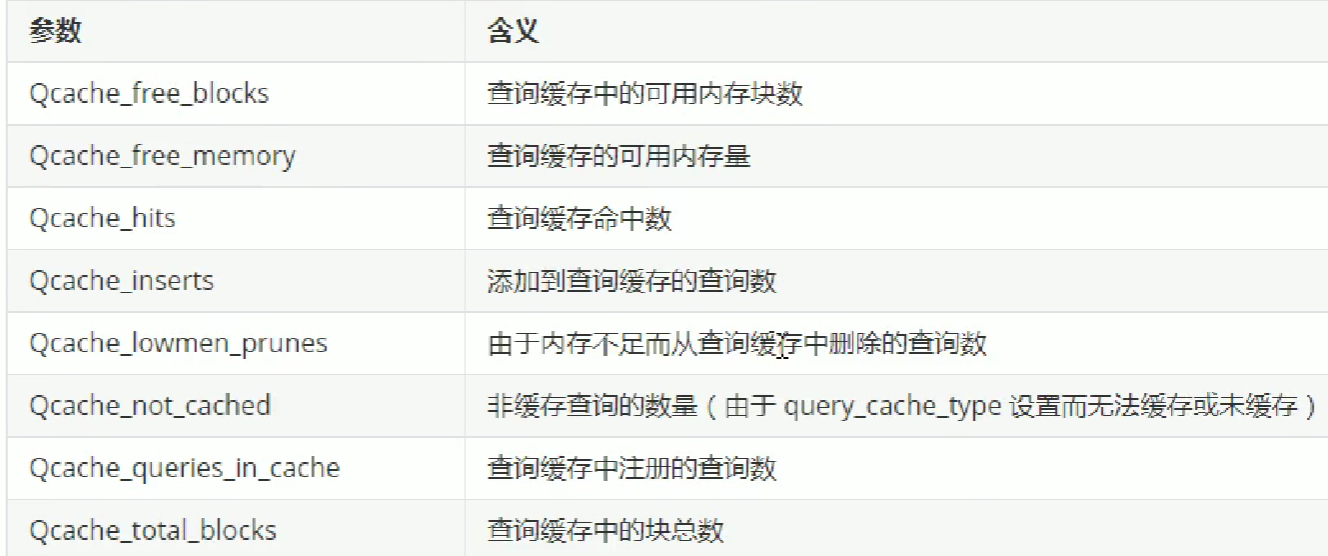 参数 含义
Qcache_free_blocks 查询缓存中的可用内存块数
Qcache_free_memory 查询缓存的可用内存量
Qcache_hits 查询缓存命中数
Qcache_inserts 添加到查询缓存的查询数
Qcache_lowmen_prunes 由于内存不足而从查询缓存中删除的查询数
Qcache_not_cached 非缓存查询的数量（由于 query_cache_type 设置而无法缓存或未缓存）
Qcache_queries_in_cache 查询缓存中注册的查询数
Qcache_total_blocks 查询缓存中的块总数